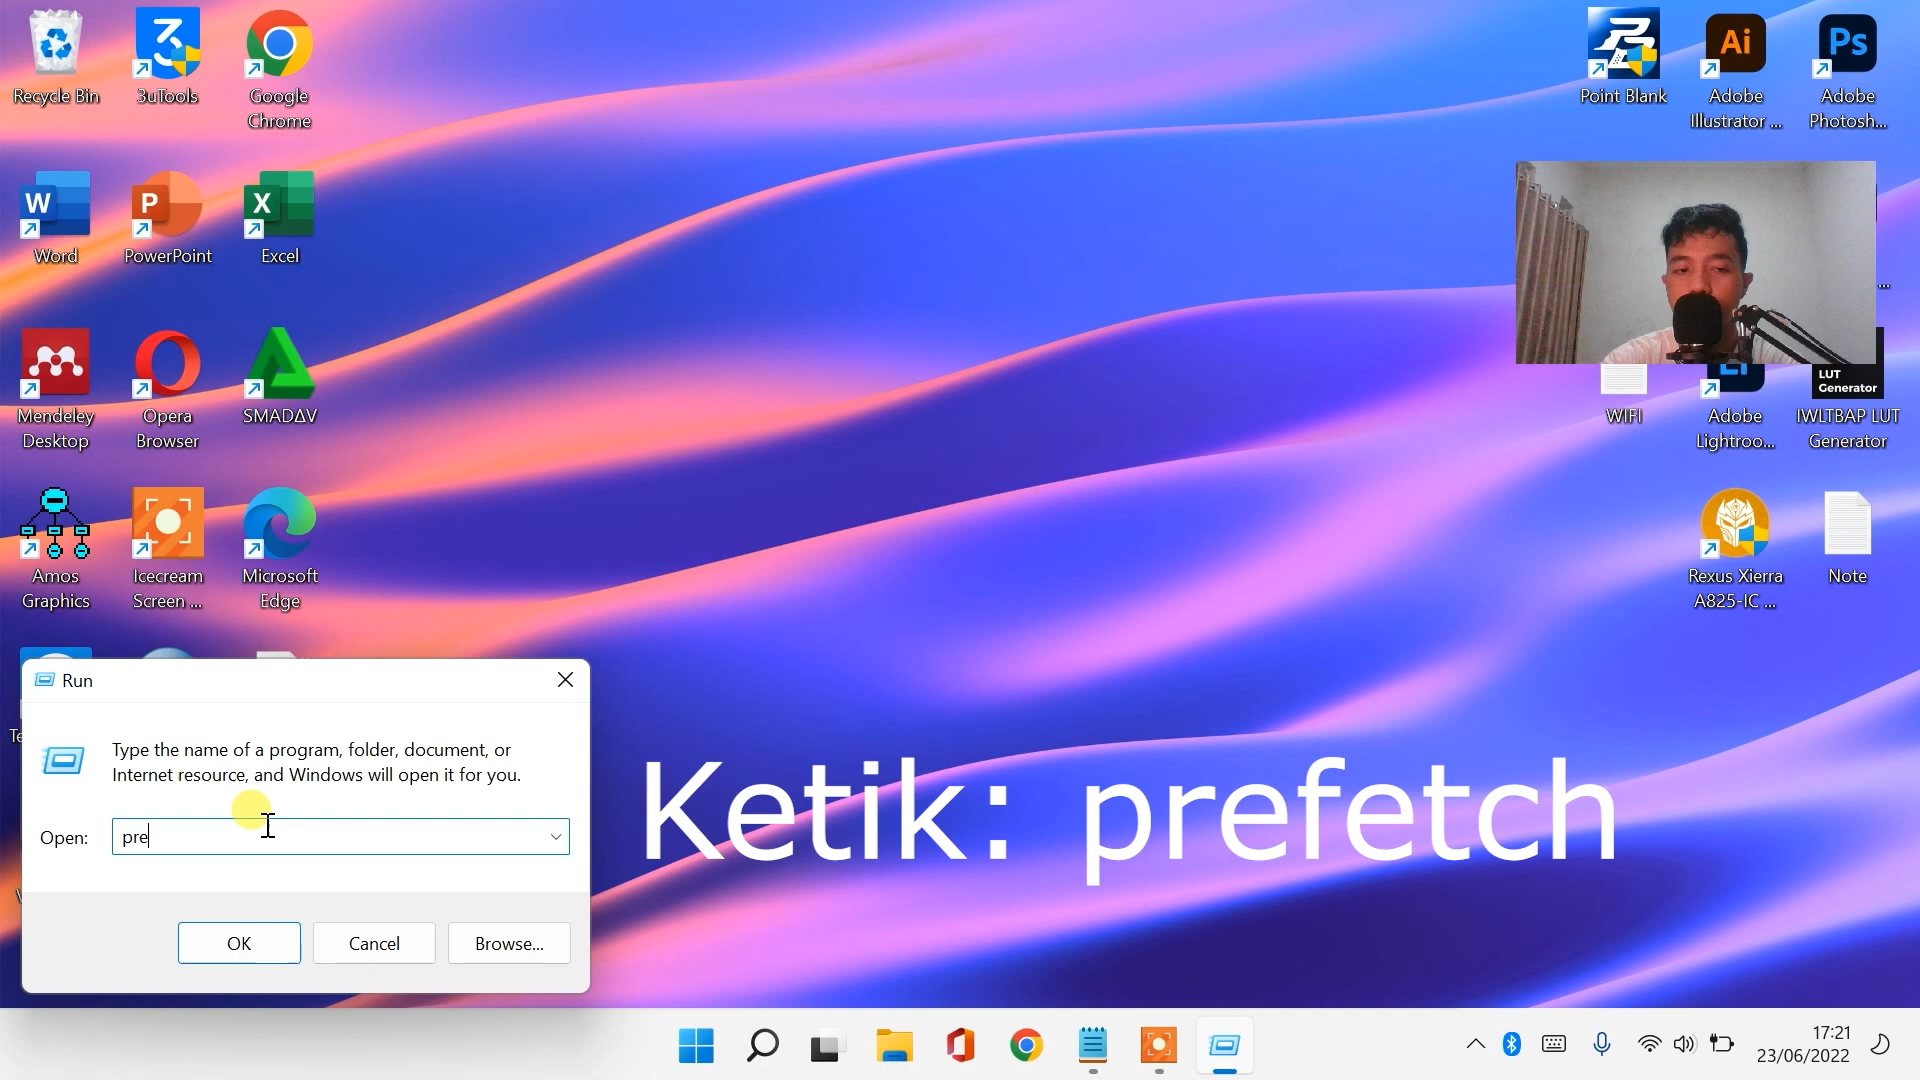 Recycle Bin
3uTools
Google
Chrome
Point Blank
Ai
Adobe
Illustrator ...
Ps
Adobe
Photosh...
W
Word
P
PowerPoint
X
Excel
...
Mendeley
Desktop
Opera
Browser
SMADΔV
WIFI
Adobe
Lightroo...
LUT
Generator
IWLTBAP LUT
Generator
Amos
Graphics
Icecream
Screen ...
Microsoft
Edge
Rexus Xierra
A825-IC ...
Note
Run
Type the name of a program, folder, document, or
Internet resource, and Windows will open it for you.
Open:
pre
OK
Cancel
Browse...
Ketik: prefetch
17:21
23/06/2022